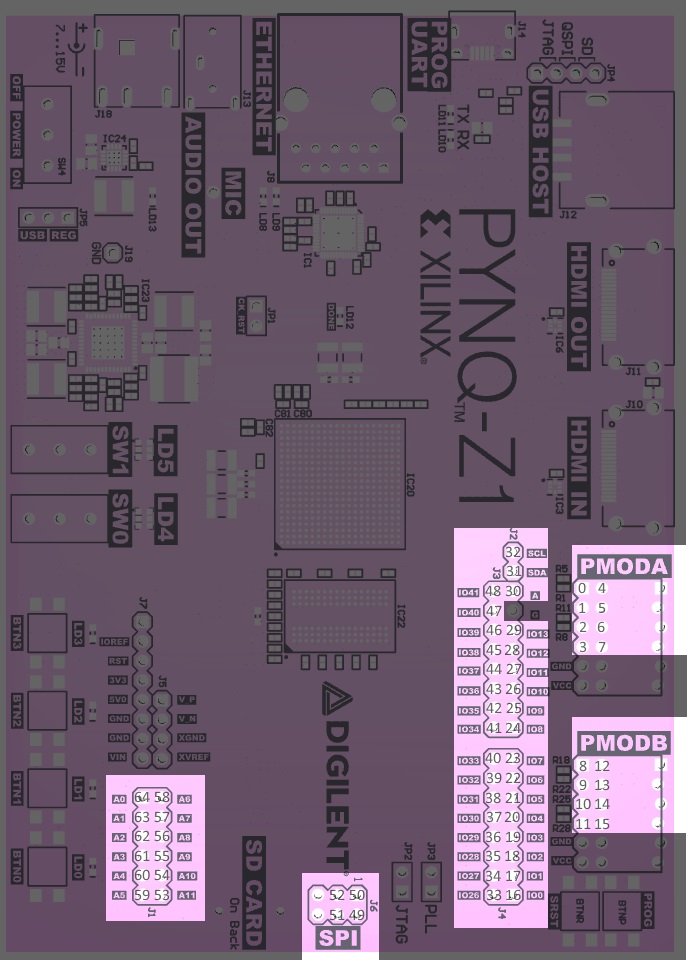 7...15V
J18
J13
ETHERNET
PROG
UART
J14
JTAG
QSPI
SD
JP4
OFF
POWER
ON
SW4
IC24
AUDIO OUT
MIC
LD13
J8
LD8
LD9
LD11
LD10
TX RX
USB HOST
J12
JP5
USB REG
GND
J19
IC1
XILINX®
PYNQ-Z1™
HDMI OUT
IC6
J11
IC23
CK_RST
JP1
DONE
LD12
C81 C80
C82
J10
HDMI IN
IC3
SW1
LD5
SW0
LD4
IC20
IC22
J2
32 SCL
31 SDA
J3
IO41 48 30 A
IO40 47 G
IO39 46 29 IO13
IO38 45 28 IO12
IO37 44 27 IO11
IO36 43 26 IO10
IO35 42 25 IO9
IO34 41 24 IO8
IO33 40 23 IO7
IO32 39 22 IO6
IO31 38 21 IO5
IO30 37 20 IO4
IO29 36 19 IO3
IO28 35 18 IO2
IO27 34 17 IO1
IO26 33 16 IO0
J4
PMODA
R5
R1
R11
R8
0 4
1 5
2 6
3 7
GND
VCC
PMODB
R18
R22
R25
R28
8 12
9 13
10 14
11 15
GND
VCC
BTN3
LD3
BTN2
LD2
BTN1
LD1
BTN0
LD0
J7
IOREF
RST
3V3
J5
5V0 V_P
GND V_N
GND XGND
VIN XVREF
A0 64 58 A6
A1 63 57 A7
A2 62 56 A8
A3 61 55 A9
A4 60 54 A10
A5 59 53 A11
J1
DIGILENT®
SD CARD
On Back
1
52 50
51 49
J6
SPI
JP2
JTAG
JP3
PLL
SRST
BTNR
BTNP
PROG